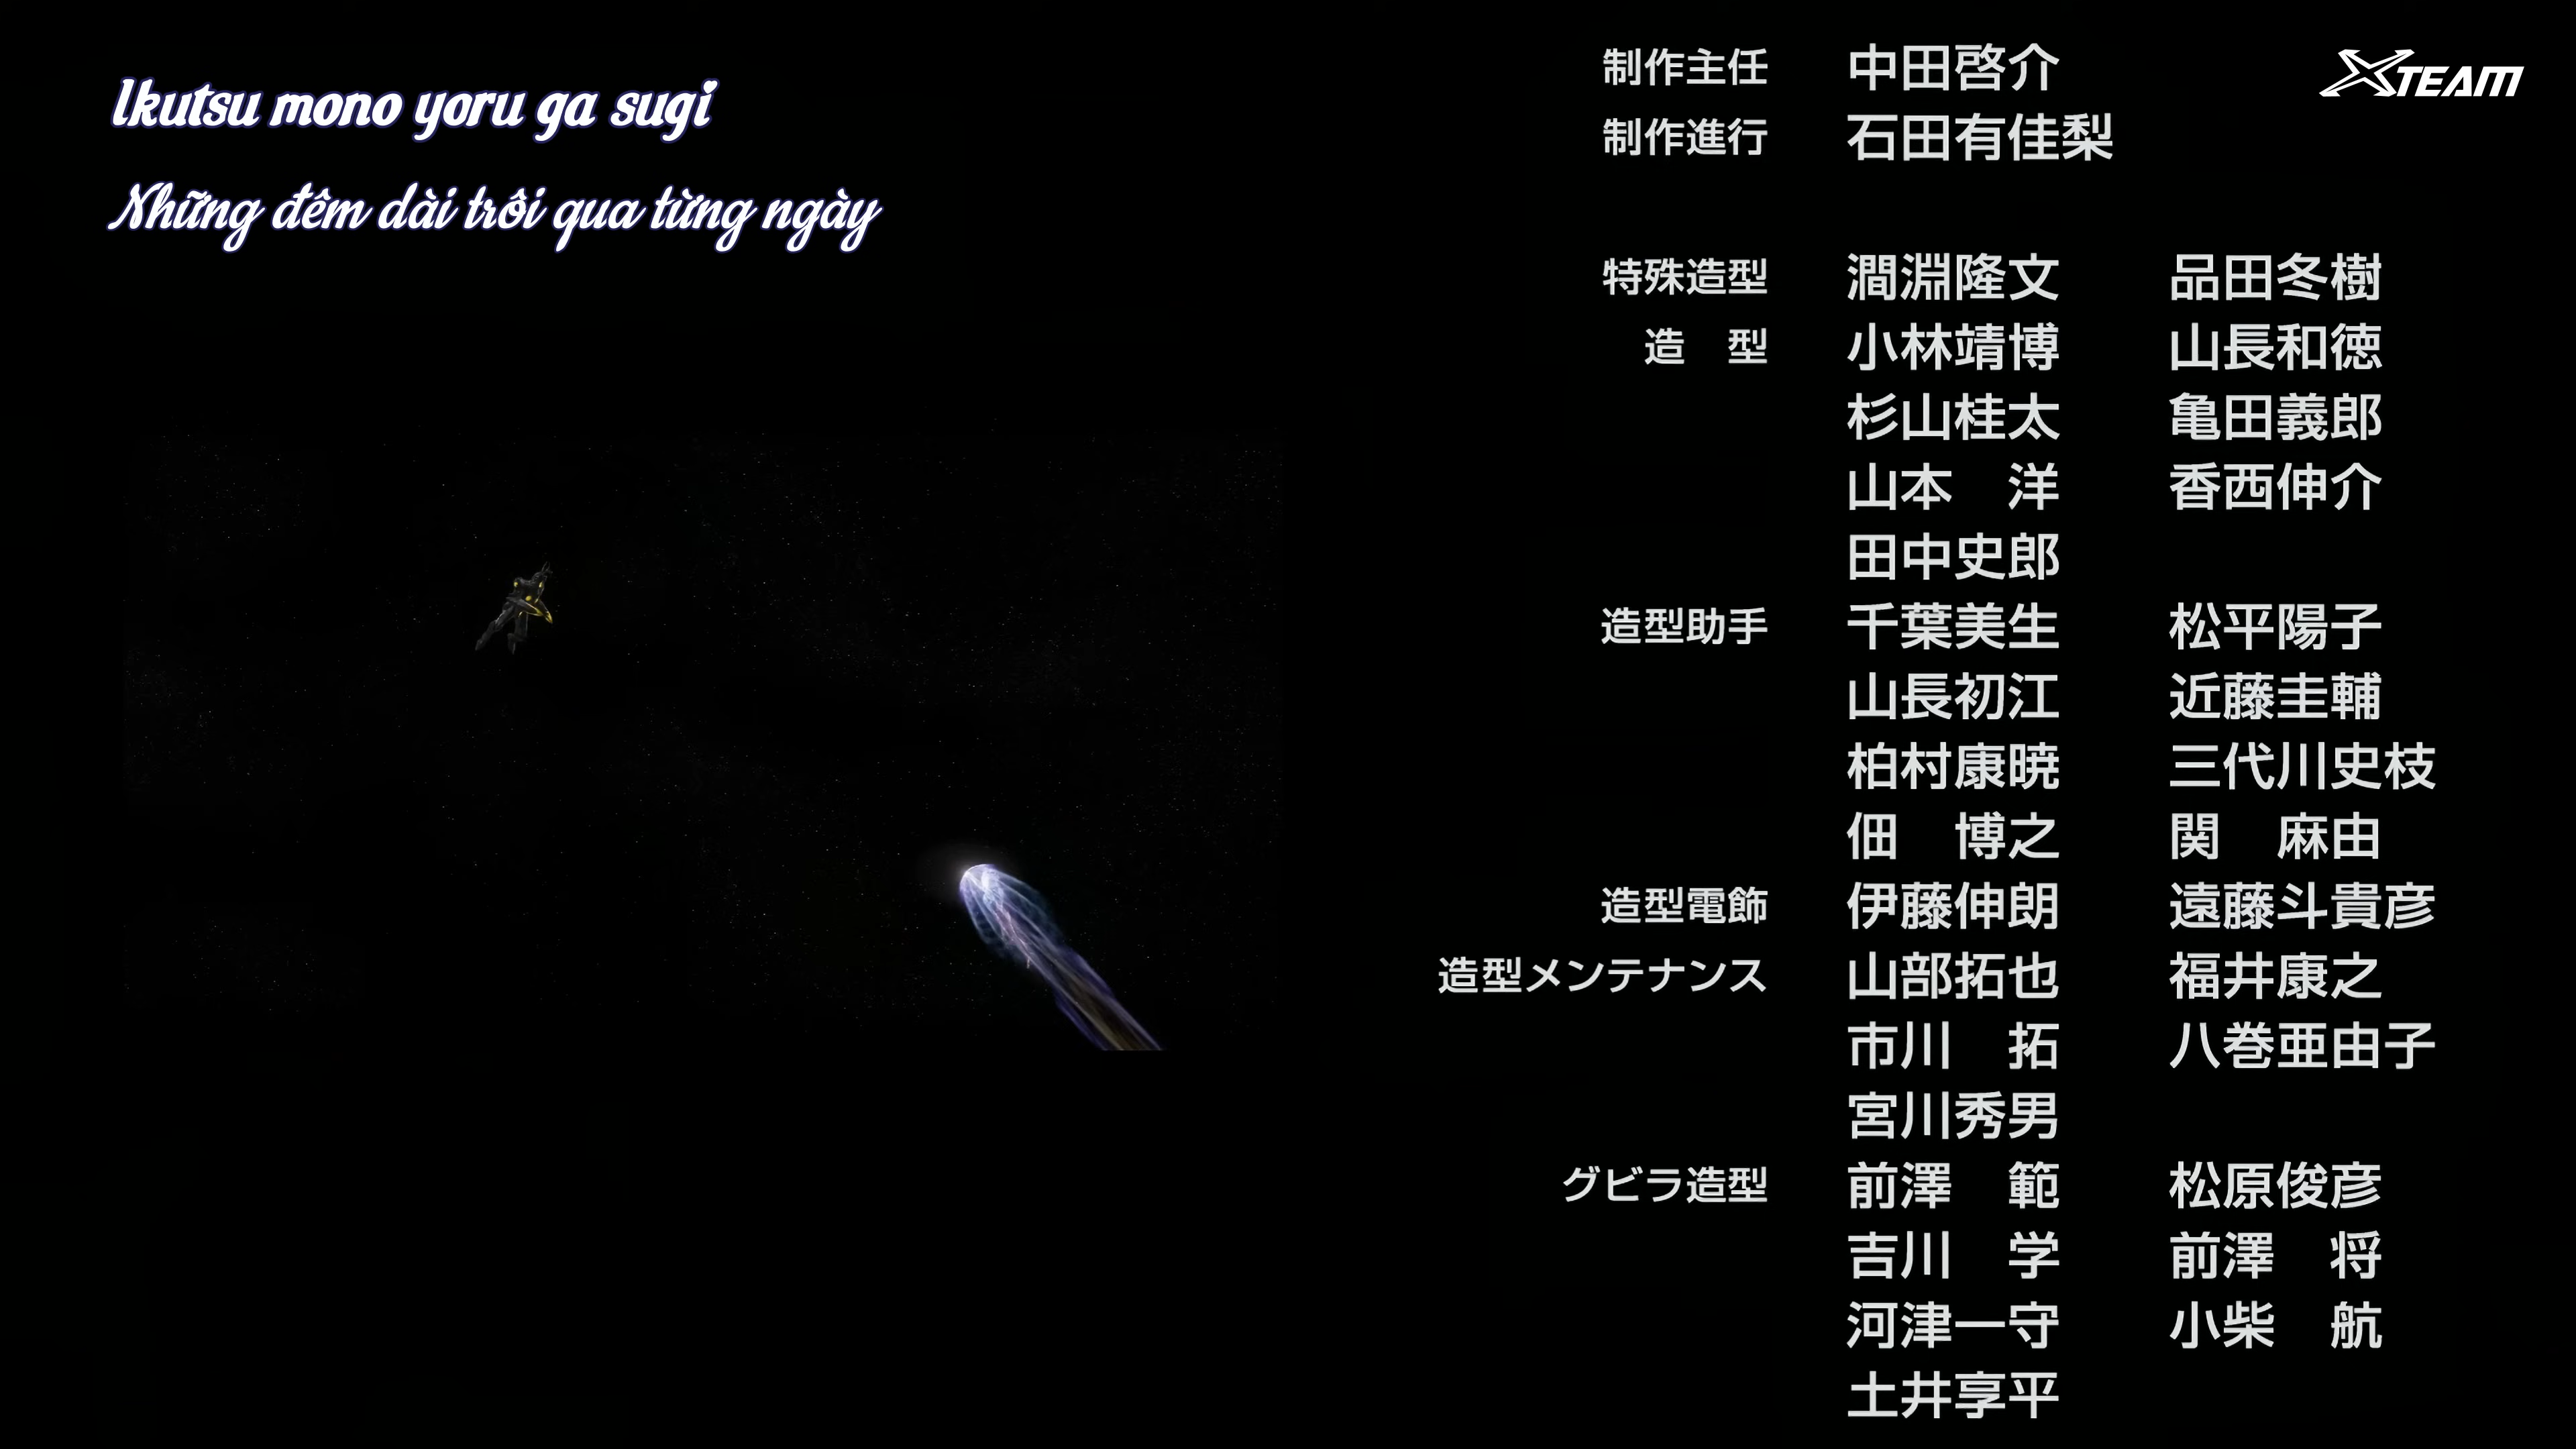 Ikutsu mono yoru ga sugi
Những đêm dài trôi qua từng ngày
XTEAM
制作主任 中田啓介
制作進行 石田有佳梨
特殊造型 澗淵隆文 品田冬樹
造　型 小林靖博 山長和徳
杉山桂太 亀田義郎
山本　洋 香西伸介
田中史郎
造型助手 千葉美生 松平陽子
山長初江 近藤圭輔
柏村康暁 三代川史枝
佃　博之 関　麻由
造型電飾 伊藤伸朗 遠藤斗貴彦
造型メンテナンス 山部拓也 福井康之
市川　拓 八巻亜由子
宮川秀男
グビラ造型 前澤　範 松原俊彦
吉川　学 前澤　将
河津一守 小柴　航
土井享平